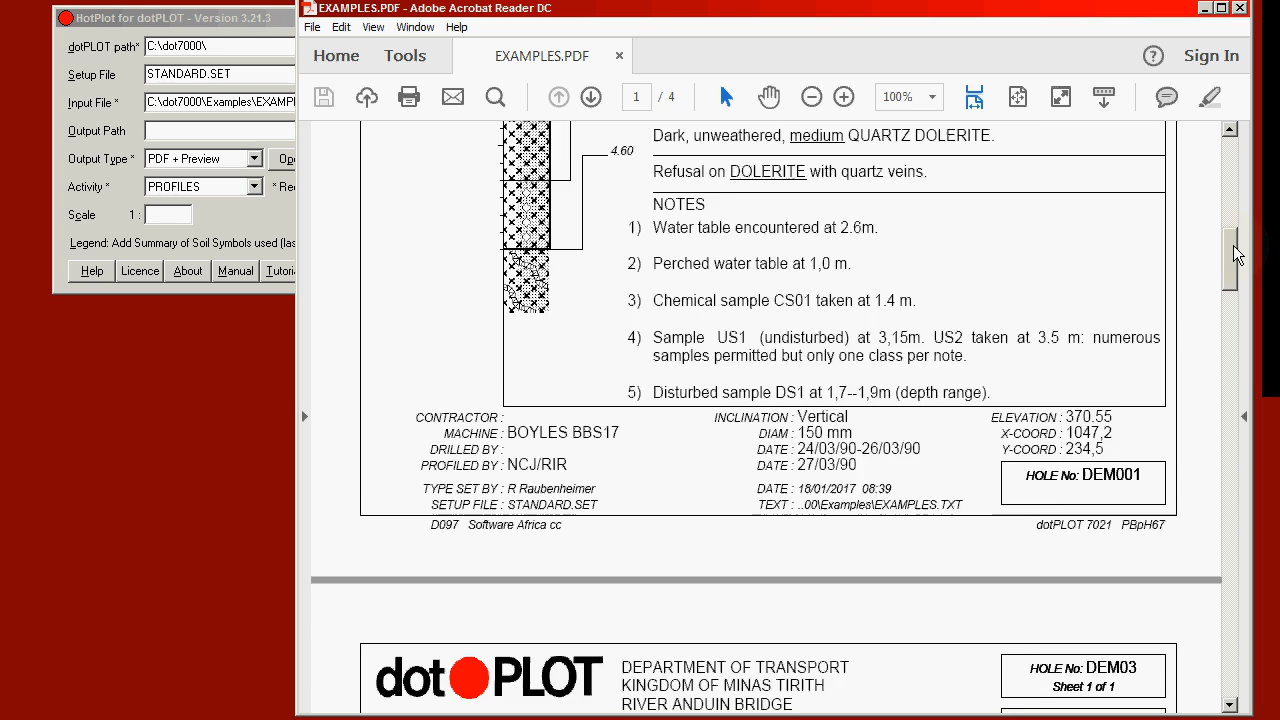 HotPlot for dotPLOT - Version 3.21.3
dotPLOT path* C:\dot7000\
Setup File STANDARD.SET
Input File * C:\dot7000\Examples\EXAMPL
Output Path
Output Type * PDF + Preview Op
Activity * PROFILES * Re
Scale 1 :
Legend: Add Summary of Soil Symbols used (las
Help Licence About Manual Tutoria
EXAMPLES.PDF - Adobe Acrobat Reader DC
File Edit View Window Help
Home Tools EXAMPLES.PDF × ? Sign In
1 / 4 100%
Dark, unweathered, medium QUARTZ DOLERITE.
4.60
Refusal on DOLERITE with quartz veins.
NOTES
1) Water table encountered at 2.6m.
2) Perched water table at 1,0 m.
3) Chemical sample CS01 taken at 1.4 m.
4) Sample US1 (undisturbed) at 3,15m. US2 taken at 3.5 m: numerous
samples permitted but only one class per note.
5) Disturbed sample DS1 at 1,7--1,9m (depth range).
CONTRACTOR : INCLINATION : Vertical ELEVATION : 370.55
MACHINE : BOYLES BBS17 DIAM : 150 mm X-COORD : 1047,2
DRILLED BY : DATE : 24/03/90-26/03/90 Y-COORD : 234,5
PROFILED BY : NCJ/RIR DATE : 27/03/90
HOLE No: DEM001
TYPE SET BY : R Raubenheimer DATE : 18/01/2017 08:39
SETUP FILE : STANDARD.SET TEXT : ..00\Examples\EXAMPLES.TXT
D097 Software Africa cc dotPLOT 7021 PBpH67
dot PLOT
DEPARTMENT OF TRANSPORT
KINGDOM OF MINAS TIRITH
RIVER ANDUIN BRIDGE
HOLE No: DEM03
Sheet 1 of 1